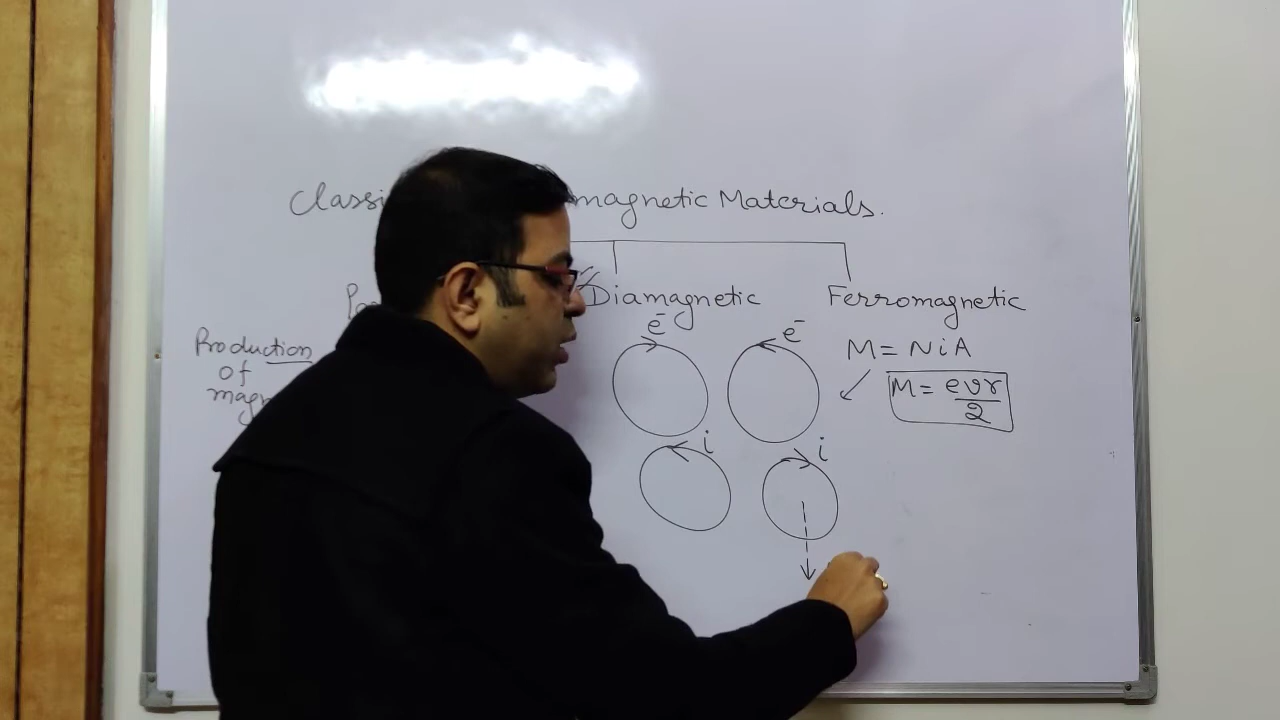 Classi magnetic Materials.
Diamagnetic
Ferromagnetic
Production
of
e⁻
e⁻
M = NiA
M = evr/2
i
i